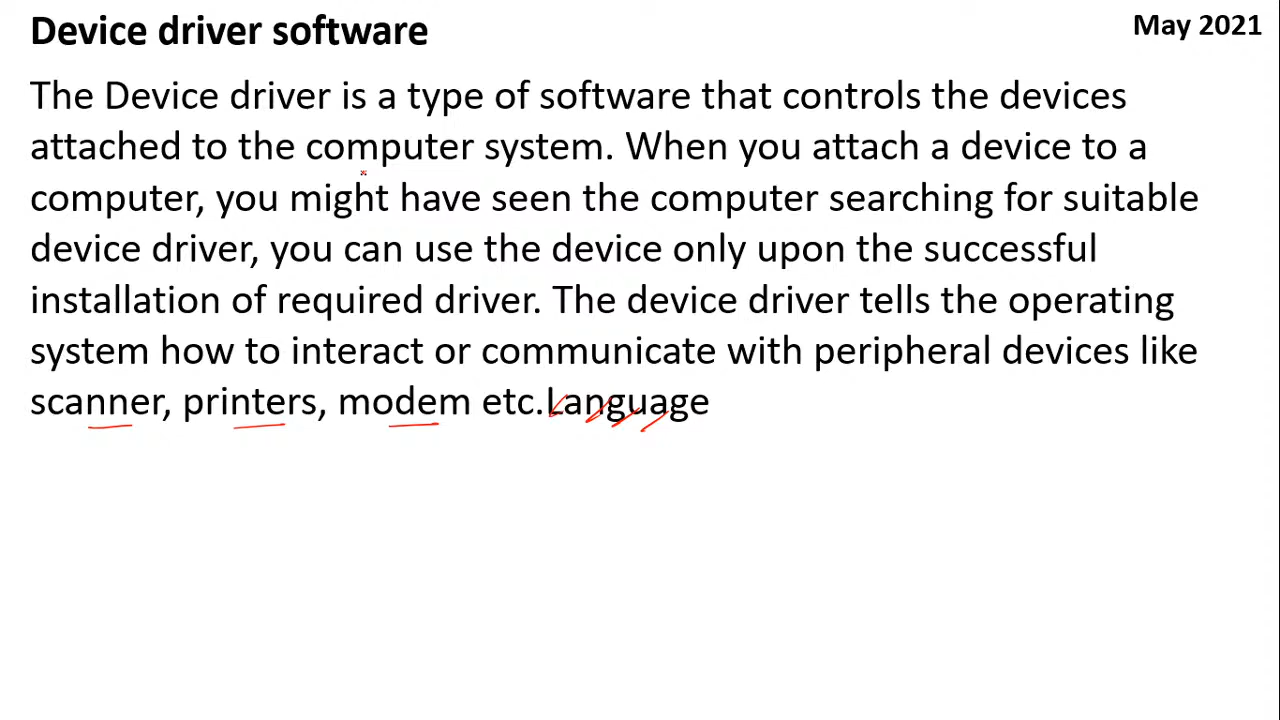 Device driver software
May 2021
The Device driver is a type of software that controls the devices
attached to the computer system. When you attach a device to a
computer, you might have seen the computer searching for suitable
device driver, you can use the device only upon the successful
installation of required driver. The device driver tells the operating
system how to interact or communicate with peripheral devices like
scanner, printers, modem etc.Language